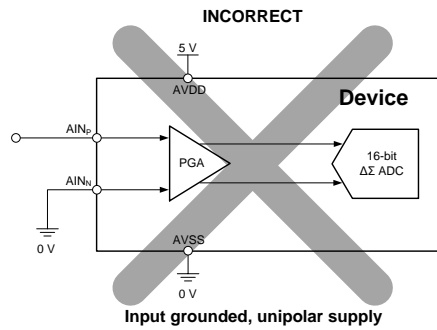 INCORRECT
5 V
AVDD
Device
AINP
PGA
16-bit
ΔΣ ADC
AINN
0 V
AVSS
0 V
Input grounded, unipolar supply